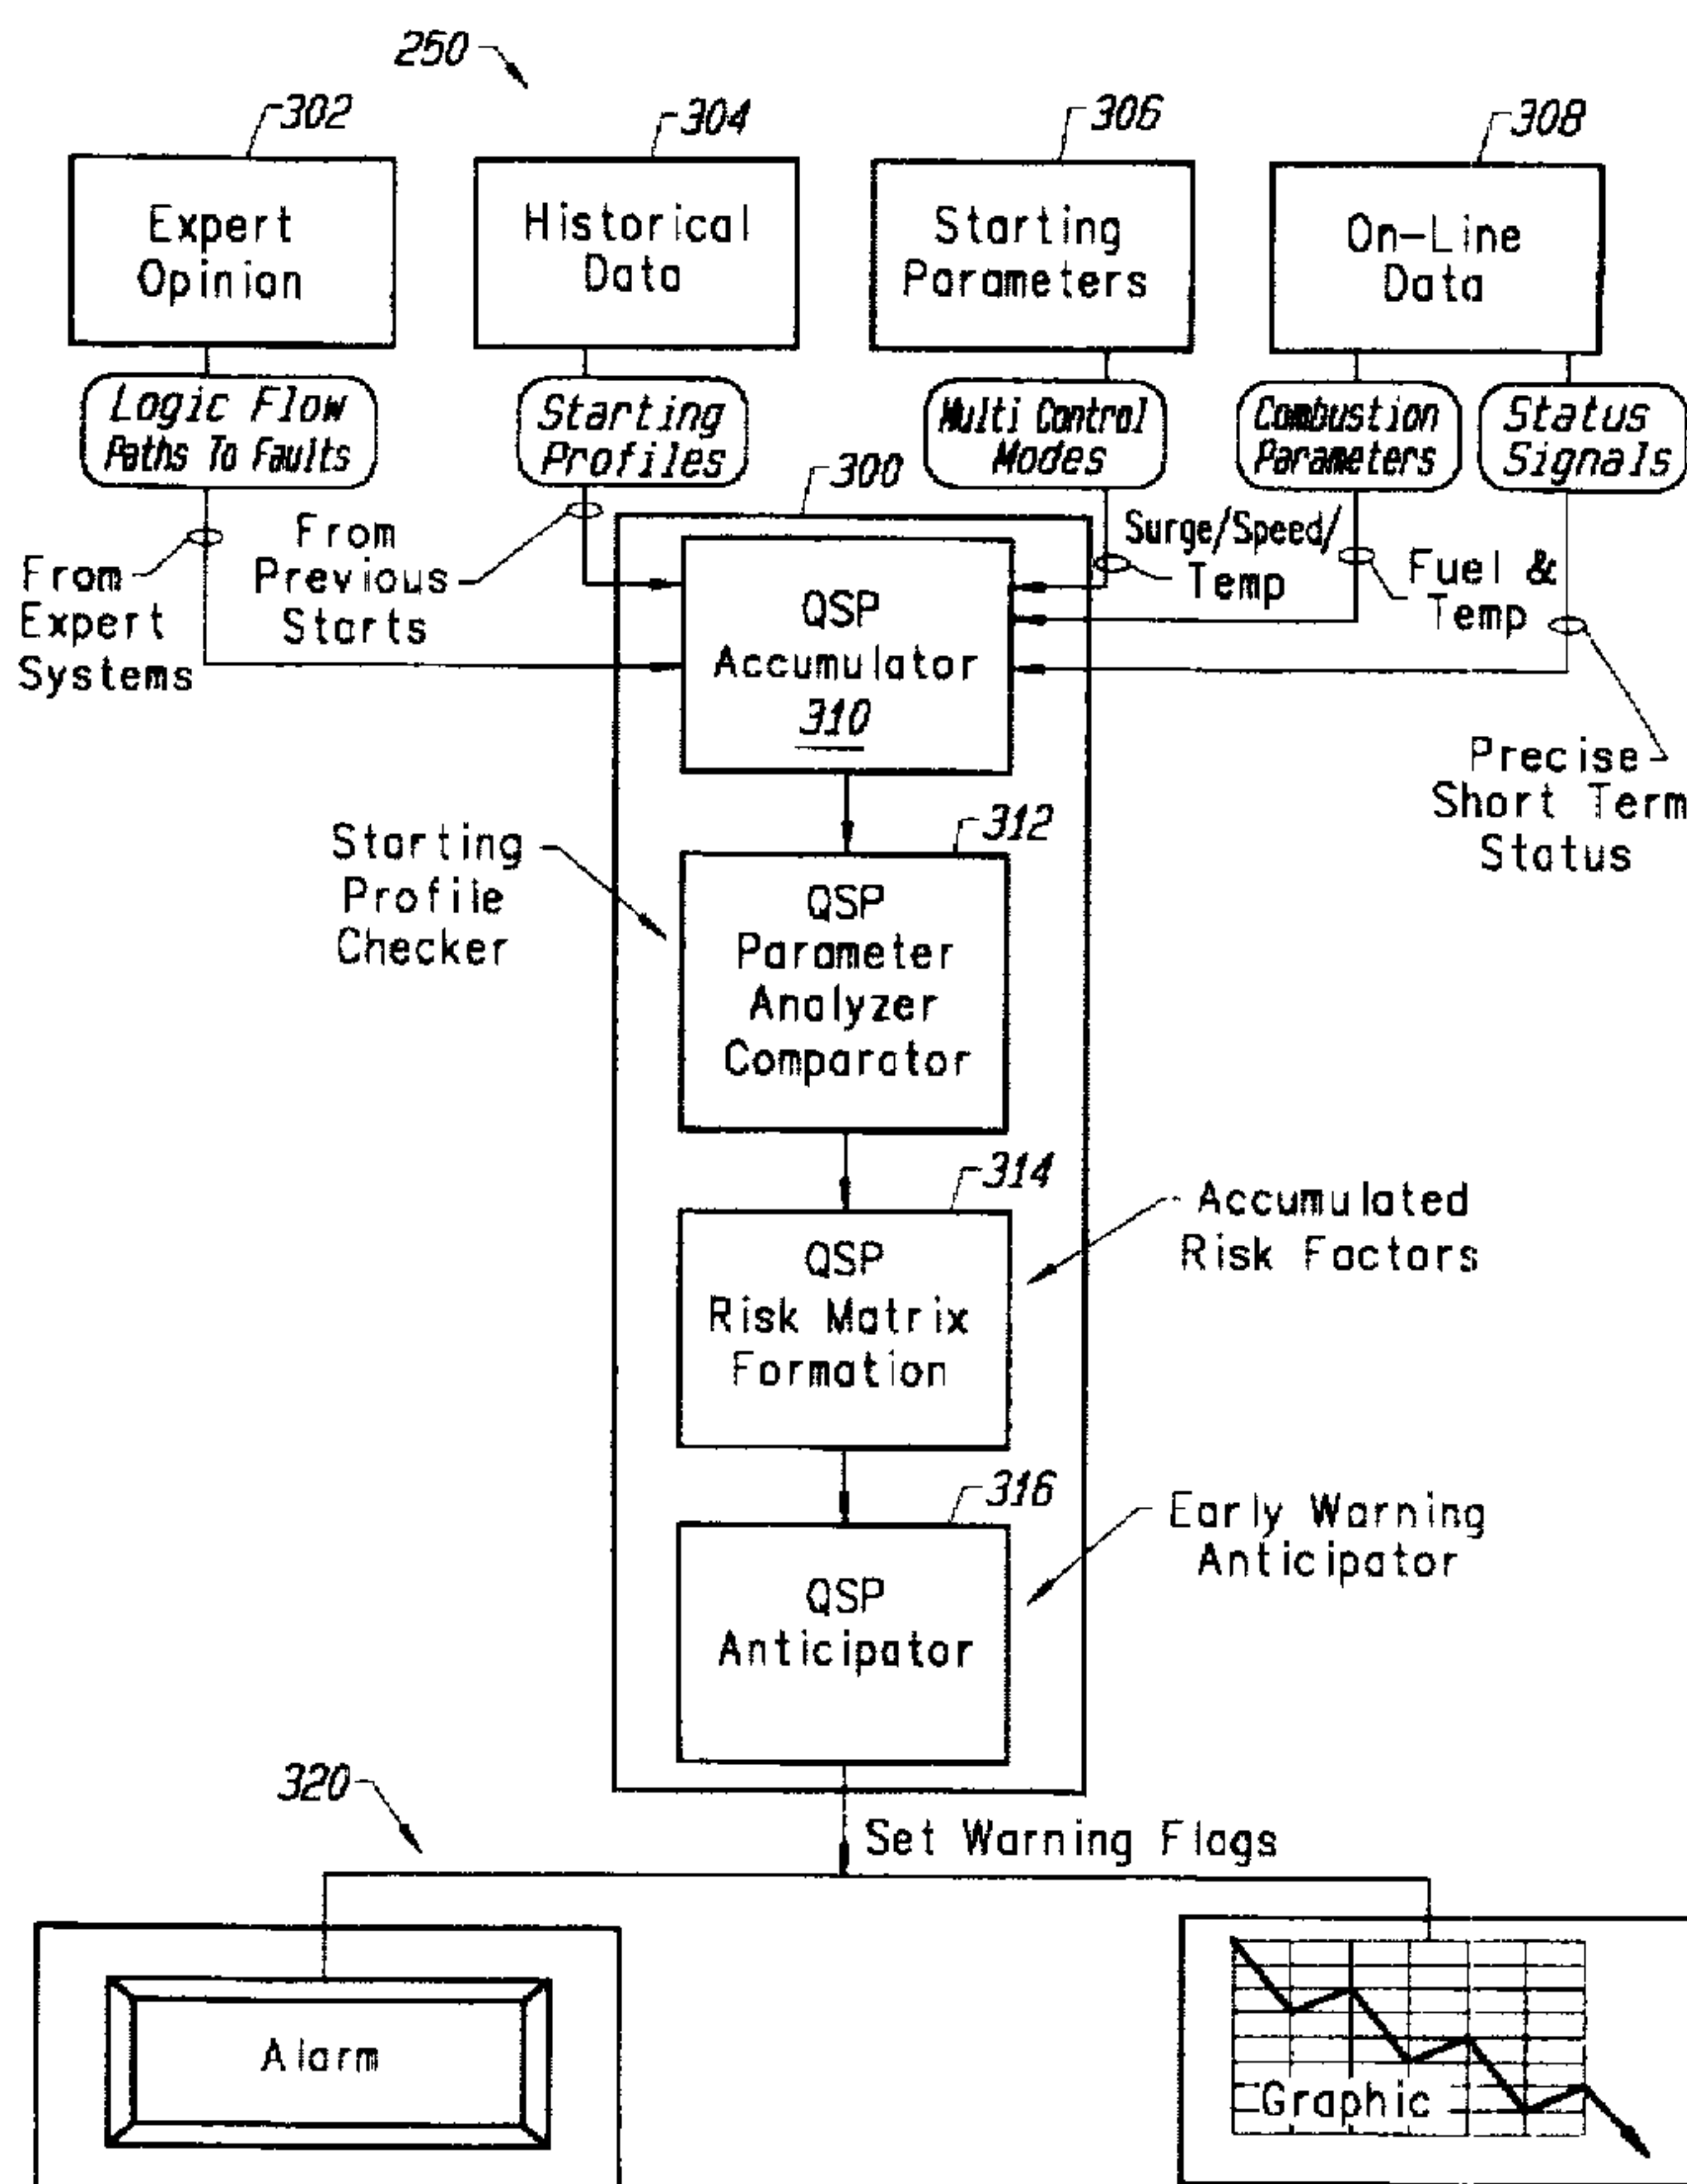 250
302
304
306
308
Expert
Opinion
Historical
Data
Starting
Parameters
On-Line
Data
Logic Flow
Paths To Faults
Starting
Profiles
Multi Control
Modes
Combustion
Parameters
Status
Signals
300
From
Expert
Systems
From
Previous
Starts
Surge/Speed/
Temp
Fuel &
Temp
Precise
Short Term
Status
QSP
Accumulator
310
312
Starting
Profile
Checker
QSP
Parameter
Analyzer
Comparator
314
QSP
Risk Matrix
Formation
Accumulated
Risk Factors
316
QSP
Anticipator
Early Warning
Anticipator
320
Set Warning Flags
Alarm
Graphic